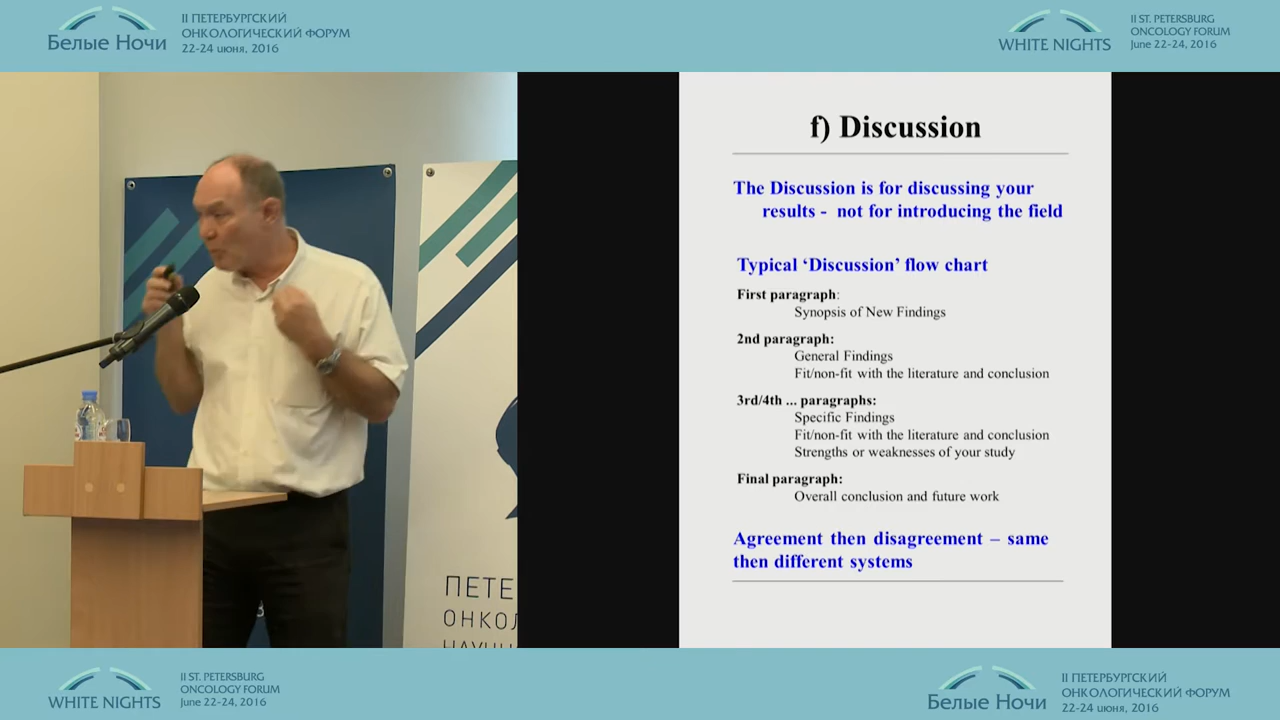 Белые Ночи
II ПЕТЕРБУРГСКИЙ
ОНКОЛОГИЧЕСКИЙ ФОРУМ
22-24 июня, 2016
WHITE NIGHTS
II ST. PETERSBURG
ONCOLOGY FORUM
June 22-24, 2016
f) Discussion
The Discussion is for discussing your
results - not for introducing the field
Typical ‘Discussion’ flow chart
First paragraph:
Synopsis of New Findings
2nd paragraph:
General Findings
Fit/non-fit with the literature and conclusion
3rd/4th ... paragraphs:
Specific Findings
Fit/non-fit with the literature and conclusion
Strengths or weaknesses of your study
Final paragraph:
Overall conclusion and future work
Agreement then disagreement – same
then different systems
ПЕТЕ
ОНКОЛ
НАУЧН
WHITE NIGHTS
II ST. PETERSBURG
ONCOLOGY FORUM
June 22-24, 2016
Белые Ночи
II ПЕТЕРБУРГСКИЙ
ОНКОЛОГИЧЕСКИЙ ФОРУМ
22-24 июня, 2016